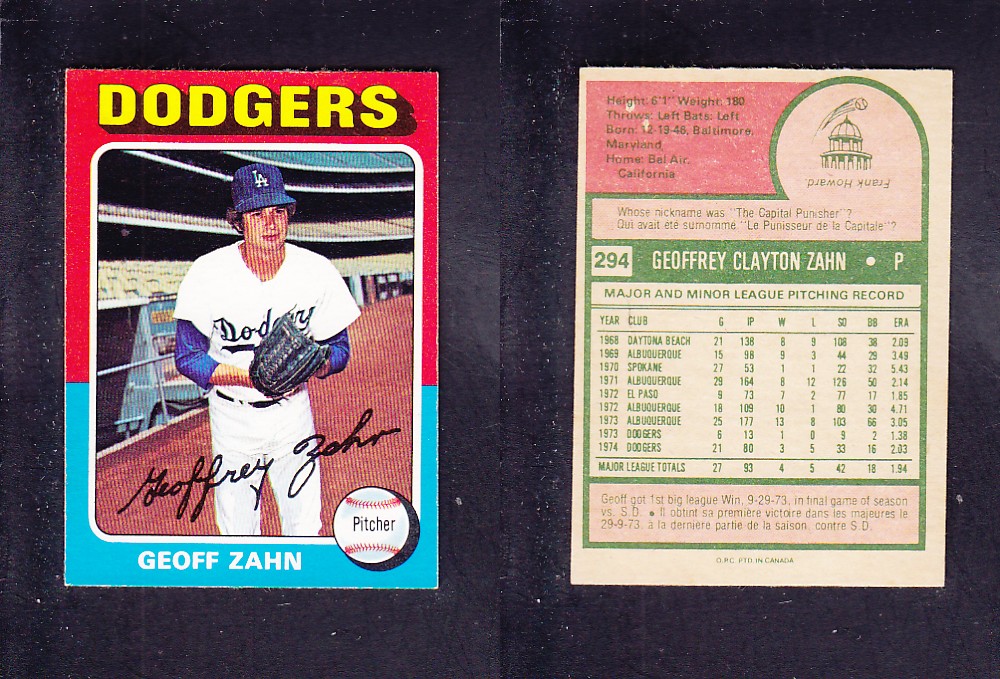 DODGERS
LA
Dodgers
Geoffrey Zahn
Pitcher
GEOFF ZAHN
Height: 6'1" Weight: 180
Throws: Left Bats: Left
Born: 12-19-46, Baltimore,
Maryland
Home: Bel Air,
California
Frank Howard
Whose nickname was "The Capital Punisher"?
Qui avait été surnommé "Le Punisseur de la Capitale"?
294 GEOFFREY CLAYTON ZAHN • P
MAJOR AND MINOR LEAGUE PITCHING RECORD
YEAR CLUB G IP W L SO BB ERA
1968 DAYTONA BEACH 21 138 8 9 108 38 2.09
1969 ALBUQUERQUE 15 98 9 3 44 29 3.49
1970 SPOKANE 27 53 1 1 22 32 5.43
1971 ALBUQUERQUE 29 164 8 12 126 50 2.14
1972 EL PASO 9 73 7 2 77 17 1.85
1972 ALBUQUERQUE 18 109 10 1 80 30 4.71
1973 ALBUQUERQUE 25 177 13 8 103 66 3.05
1973 DODGERS 6 13 1 0 9 2 1.38
1974 DODGERS 21 80 3 5 33 16 2.03
MAJOR LEAGUE TOTALS 27 93 4 5 42 18 1.94
Geoff got 1st big league Win, 9-29-73, in final game of season
vs. S.D. • Il obtint sa première victoire dans les majeures le
29-9-73, à la dernière partie de la saison, contre S.D.
O.P.C. PTD. IN CANADA